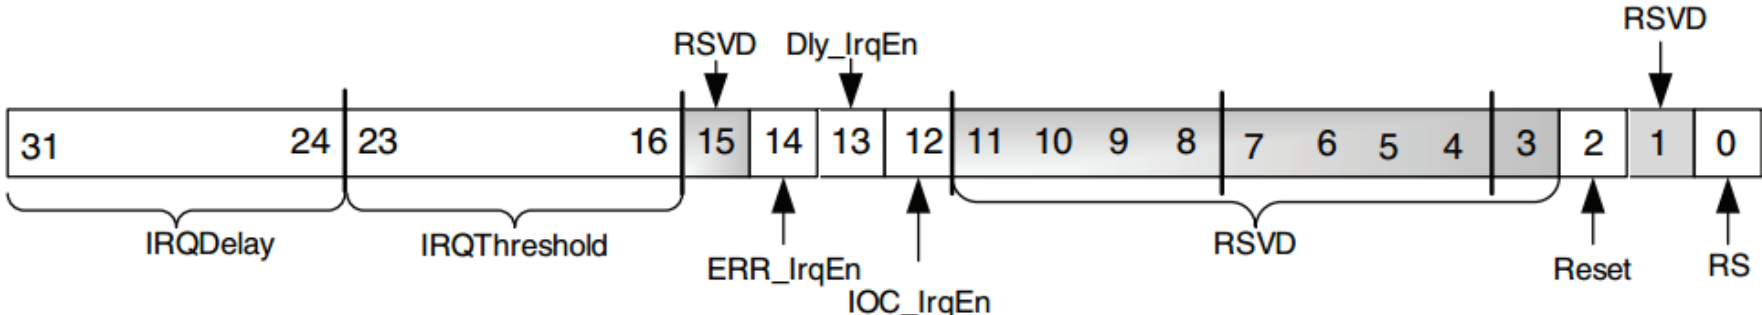 RSVD
RSVD Dly_IrqEn
31 24 23 16 15 14 13 12 11 10 9 8 7 6 5 4 3 2 1 0
IRQDelay IRQThreshold RSVD
ERR_IrqEn Reset RS
IOC_IrqEn